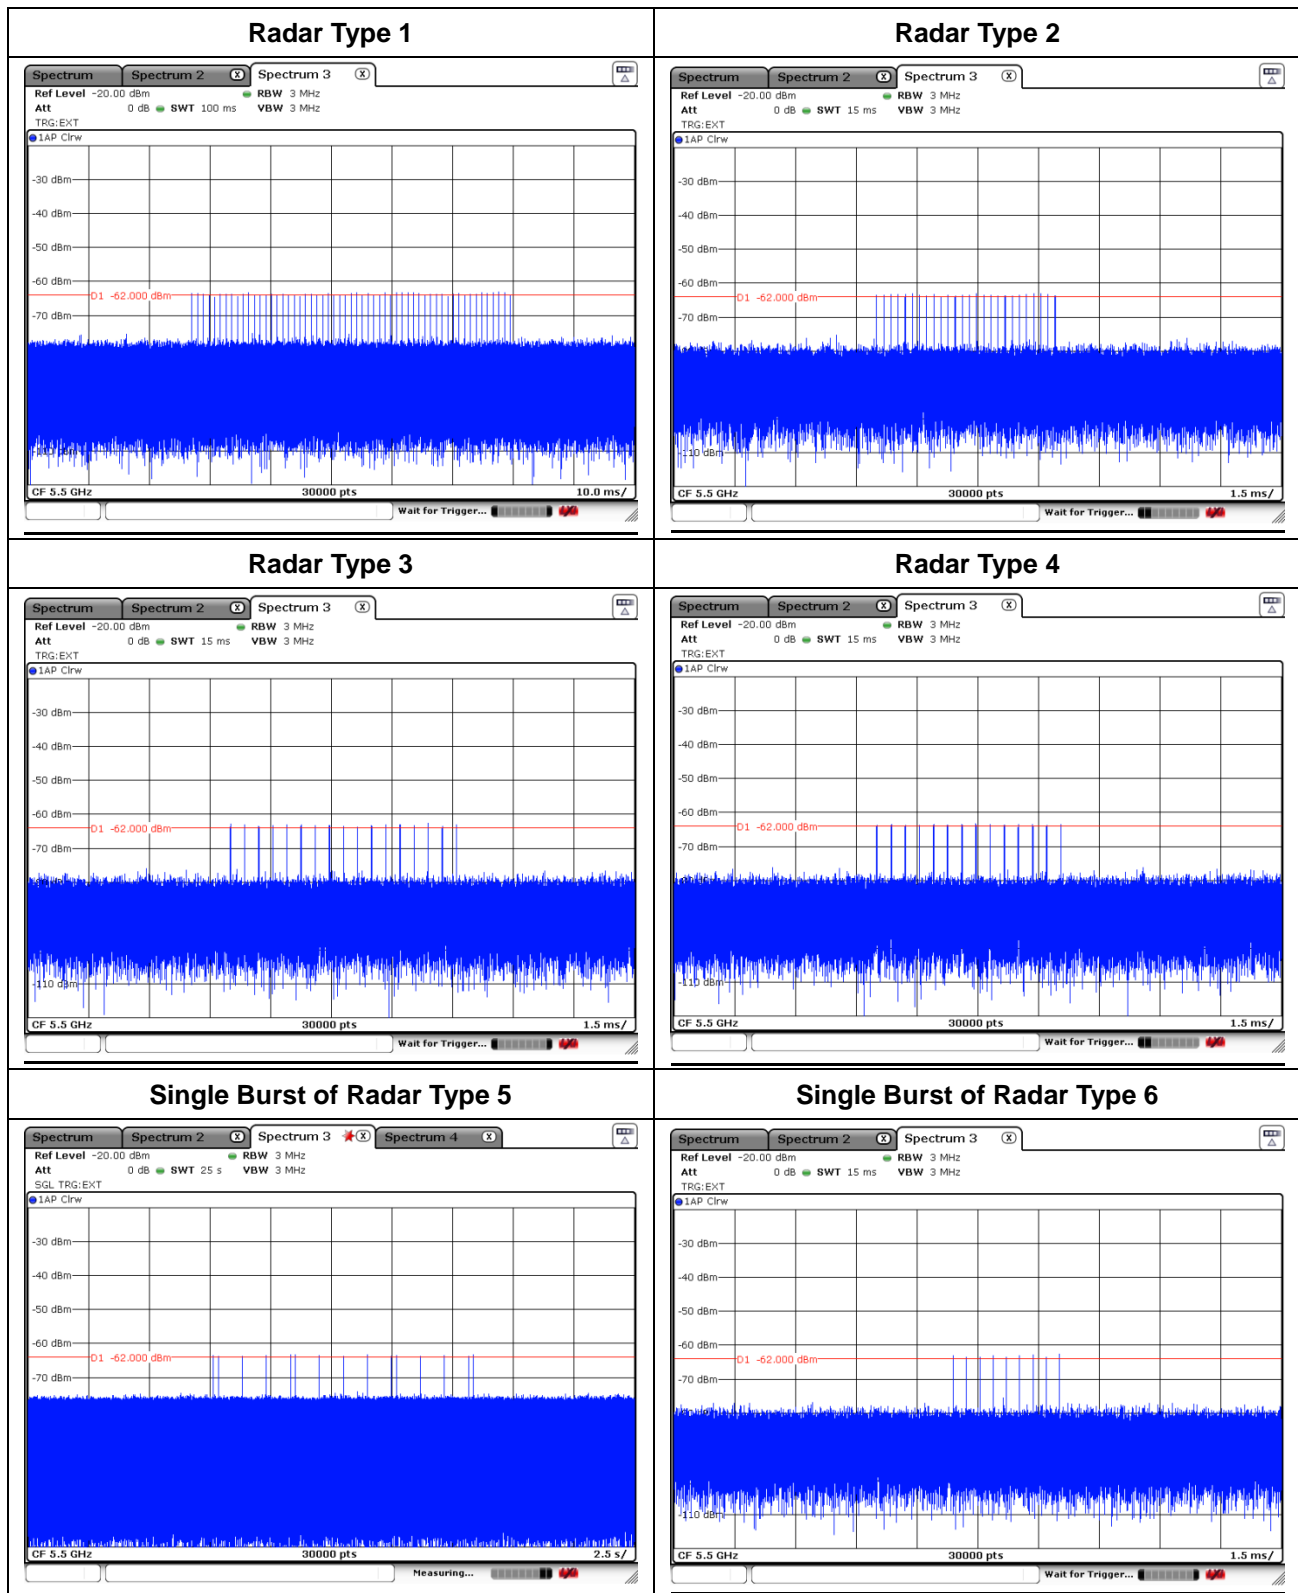 Radar Type 1
Radar Type 2
Spectrum Spectrum 2 X Spectrum 3 X
Ref Level -20.00 dBm RBW 3 MHz
Att 0 dB SWT 100 ms VBW 3 MHz
TRG:EXT
1AP Clrw
-30 dBm
-40 dBm
-50 dBm
-60 dBm
D1 -62.000 dBm
-70 dBm
CF 5.5 GHz 30000 pts 10.0 ms/
Wait for Trigger...
Spectrum Spectrum 2 X Spectrum 3 X
Ref Level -20.00 dBm RBW 3 MHz
Att 0 dB SWT 15 ms VBW 3 MHz
TRG:EXT
1AP Clrw
-30 dBm
-40 dBm
-50 dBm
-60 dBm
D1 -62.000 dBm
-70 dBm
-110 dBm
CF 5.5 GHz 30000 pts 1.5 ms/
Wait for Trigger...
Radar Type 3
Radar Type 4
Spectrum Spectrum 2 X Spectrum 3 X
Ref Level -20.00 dBm RBW 3 MHz
Att 0 dB SWT 15 ms VBW 3 MHz
TRG:EXT
1AP Clrw
-30 dBm
-40 dBm
-50 dBm
-60 dBm
D1 -62.000 dBm
-70 dBm
-110 dBm
CF 5.5 GHz 30000 pts 1.5 ms/
Wait for Trigger...
Spectrum Spectrum 2 X Spectrum 3 X
Ref Level -20.00 dBm RBW 3 MHz
Att 0 dB SWT 15 ms VBW 3 MHz
TRG:EXT
1AP Clrw
-30 dBm
-40 dBm
-50 dBm
-60 dBm
D1 -62.000 dBm
-70 dBm
-110 dBm
CF 5.5 GHz 30000 pts 1.5 ms/
Wait for Trigger...
Single Burst of Radar Type 5
Single Burst of Radar Type 6
Spectrum Spectrum 2 X Spectrum 3 X Spectrum 4 X
Ref Level -20.00 dBm RBW 3 MHz
Att 0 dB SWT 25 s VBW 3 MHz
SGL TRG:EXT
1AP Clrw
-30 dBm
-40 dBm
-50 dBm
-60 dBm
D1 -62.000 dBm
-70 dBm
CF 5.5 GHz 30000 pts 2.5 s/
Measuring...
Spectrum Spectrum 2 X Spectrum 3 X
Ref Level -20.00 dBm RBW 3 MHz
Att 0 dB SWT 15 ms VBW 3 MHz
TRG:EXT
1AP Clrw
-30 dBm
-40 dBm
-50 dBm
-60 dBm
D1 -62.000 dBm
-70 dBm
-110 dBm
CF 5.5 GHz 30000 pts 1.5 ms/
Wait for Trigger...